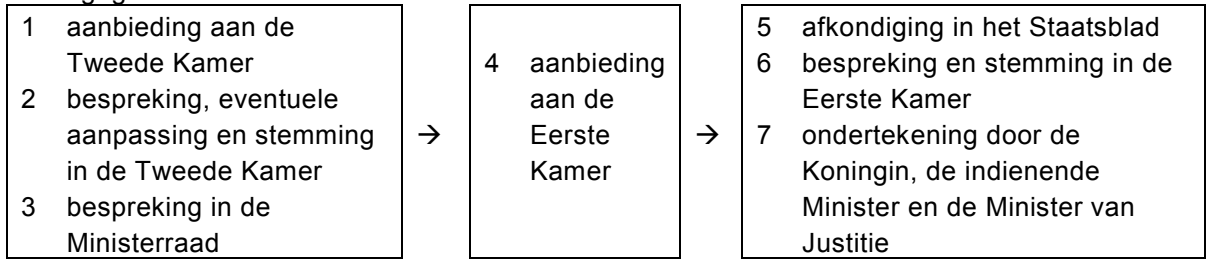 1 aanbieding aan de
Tweede Kamer
2 bespreking, eventuele
aanpassing en stemming
in de Tweede Kamer
3 bespreking in de
Ministerraad
→
4 aanbieding
aan de
Eerste
Kamer
→
5 afkondiging in het Staatsblad
6 bespreking en stemming in de
Eerste Kamer
7 ondertekening door de
Koningin, de indienende
Minister en de Minister van
Justitie